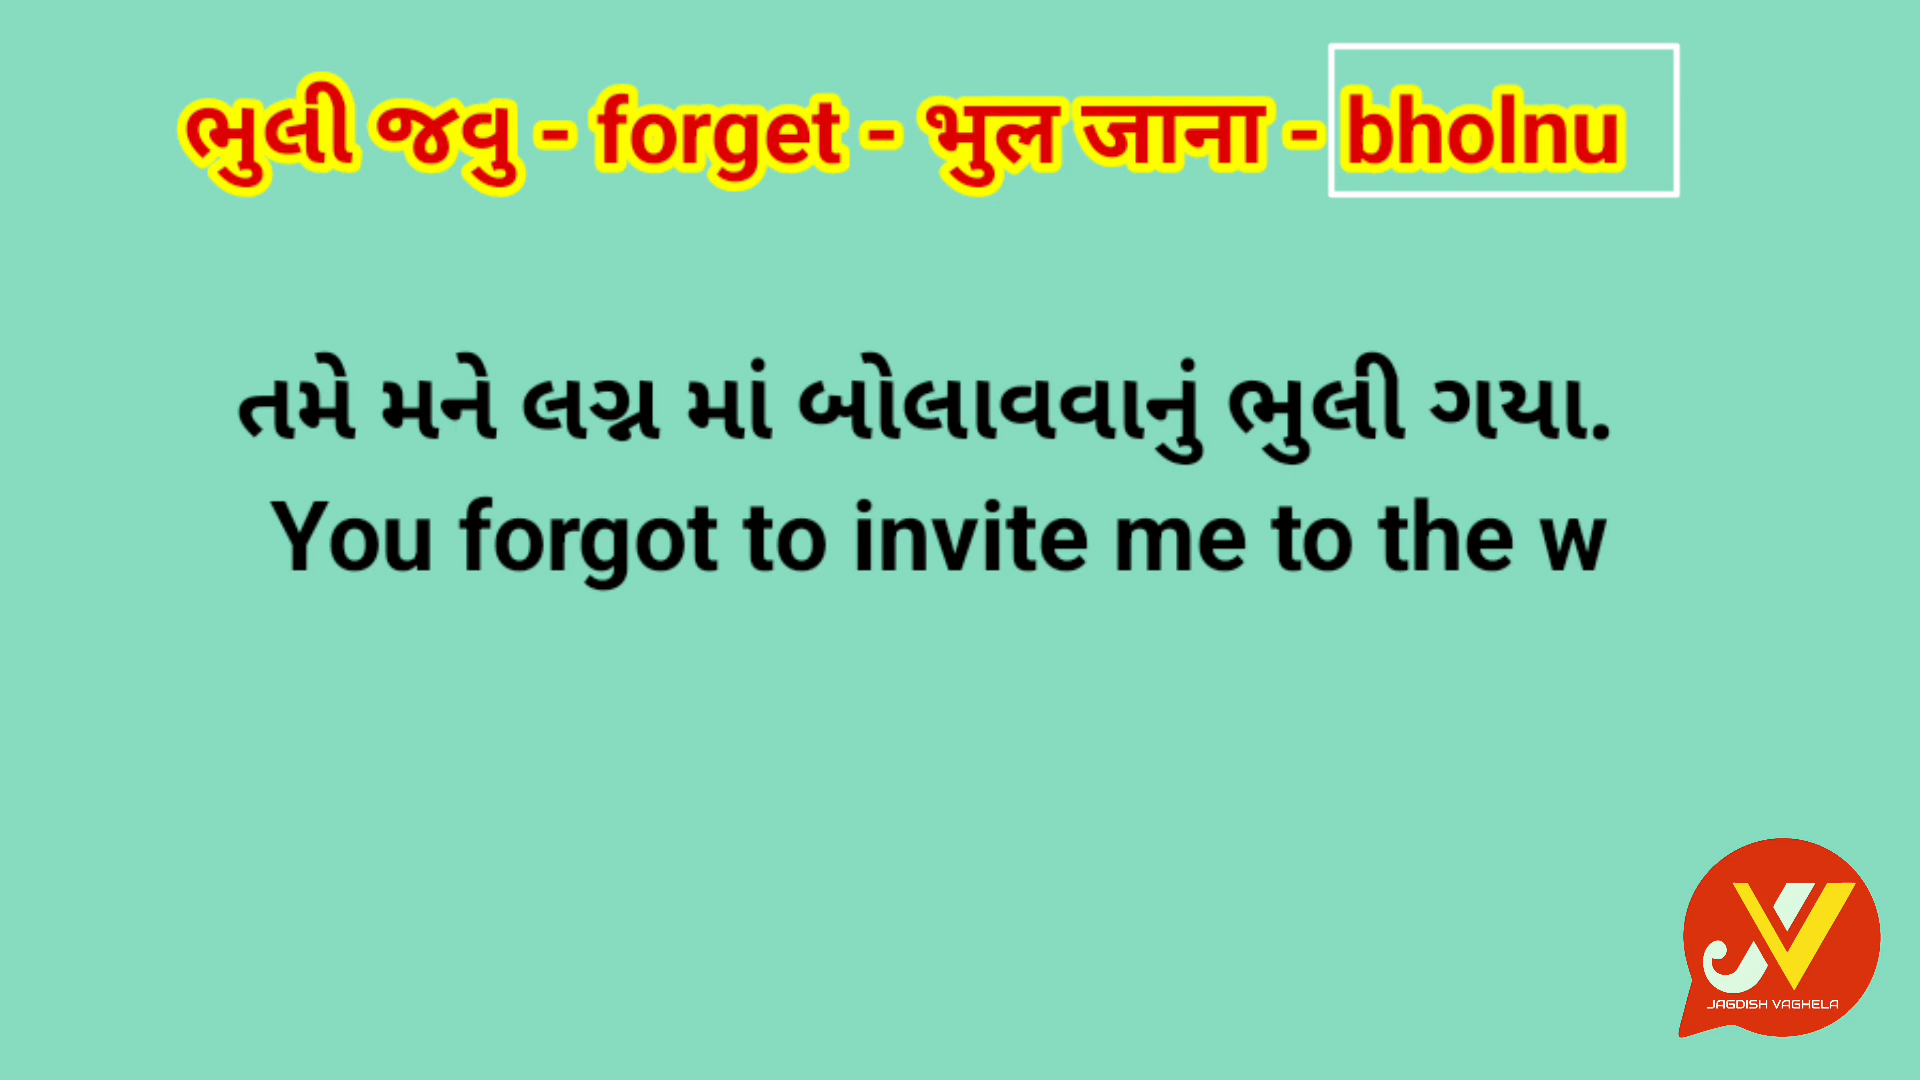 ભુલી જવુ - forget - भुल जाना - bholnu
તમે મને લગ્ન માં બોલાવવાનું ભુલી ગયા.
You forgot to invite me to the w
JAGDISH VAGHELA